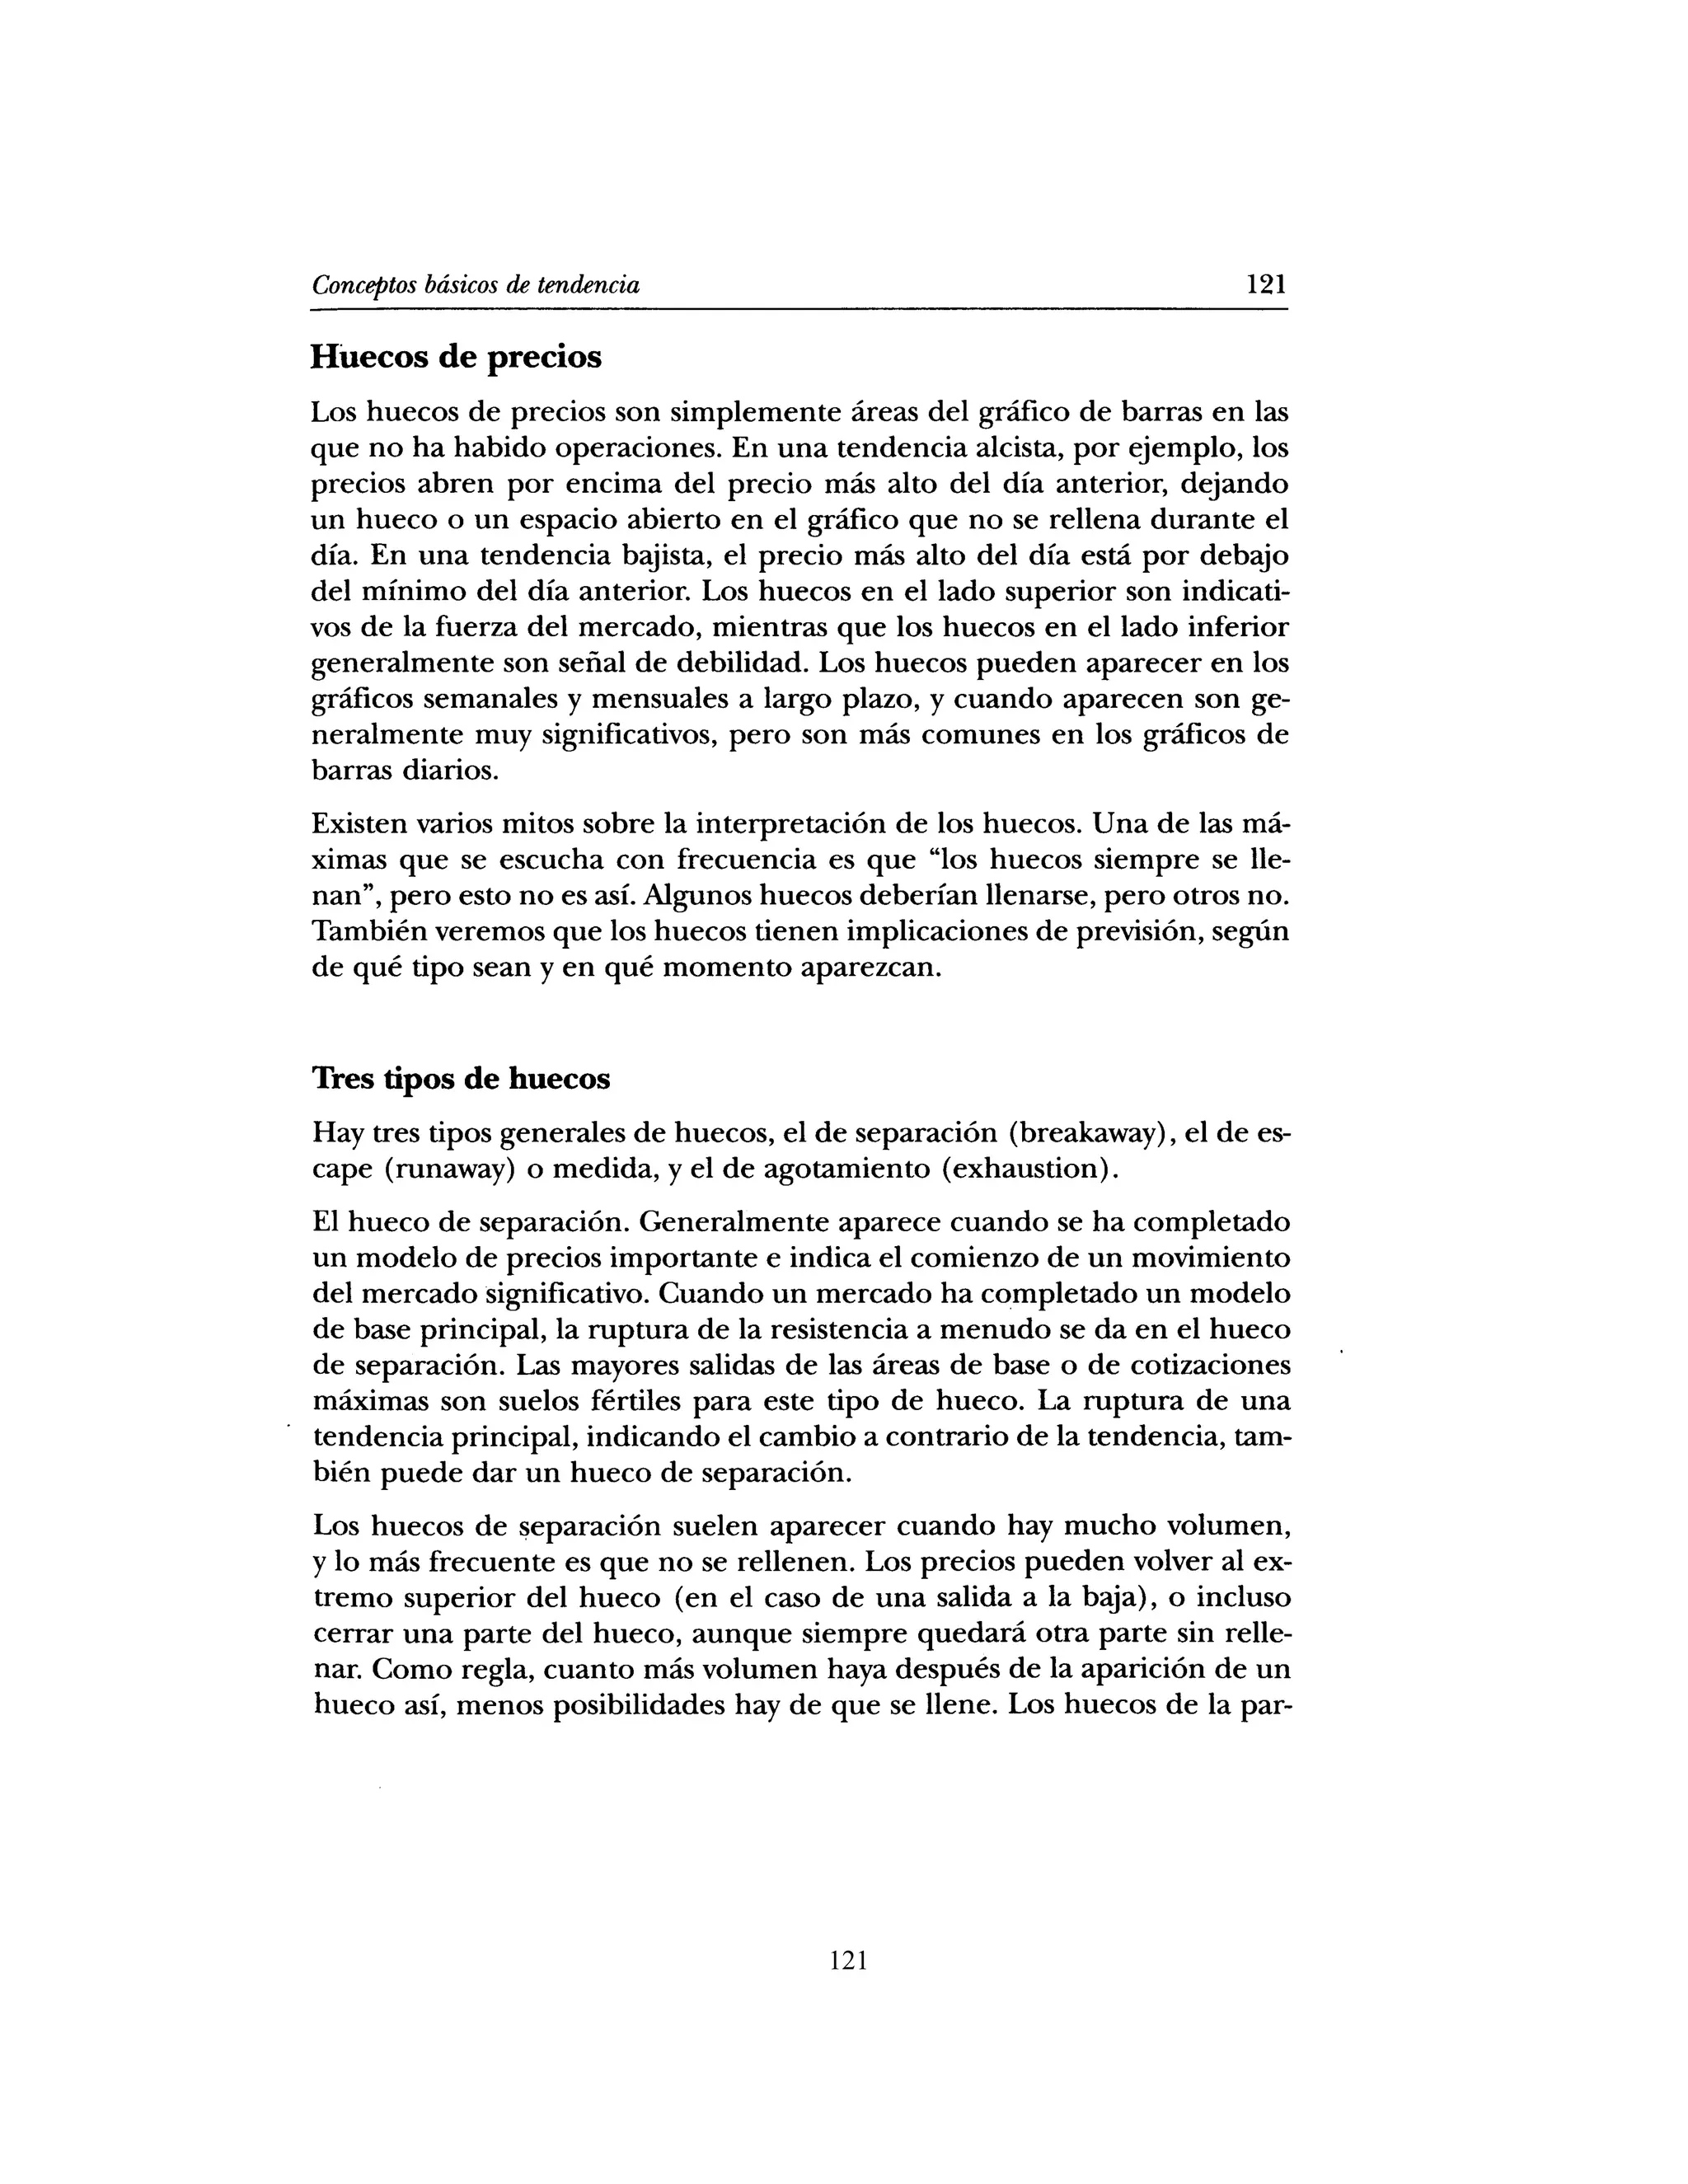 Conceptos básicos de tendencia 121
Huecos de precios
Los huecos de precios son simplemente áreas del gráfico de barras en las
que no ha habido operaciones. En una tendencia alcista, por ejemplo, los
precios abren por encima del precio más alto del día anterior, dejando
un hueco o un espacio abierto en el gráfico que no se rellena durante el
día. En una tendencia bajista, el precio más alto del día está por debajo
del mínimo del día anterior. Los huecos en el lado superior son indicati-
vos de la fuerza del mercado, mientras que los huecos en el lado inferior
generalmente son señal de debilidad. Los huecos pueden aparecer en los
gráficos semanales y mensuales a largo plazo, y cuando aparecen son ge-
neralmente muy significativos, pero son más comunes en los gráficos de
barras diarios.
Existen varios mitos sobre la interpretación de los huecos. Una de las má-
ximas que se escucha con frecuencia es que “los huecos siempre se lle-
nan”, pero esto no es así. Algunos huecos deberían llenarse, pero otros no.
También veremos que los huecos tienen implicaciones de previsión, según
de qué tipo sean y en qué momento aparezcan.
Tres tipos de huecos
Hay tres tipos generales de huecos, el de separación (breakaway), el de es-
cape (runaway) o medida, y el de agotamiento (exhaustion).
El hueco de separación. Generalmente aparece cuando se ha completado
un modelo de precios importante e indica el comienzo de un movimiento
del mercado significativo. Cuando un mercado ha completado un modelo
de base principal, la ruptura de la resistencia a menudo se da en el hueco
de separación. Las mayores salidas de las áreas de base o de cotizaciones
máximas son suelos fértiles para este tipo de hueco. La ruptura de una
tendencia principal, indicando el cambio a contrario de la tendencia, tam-
bién puede dar un hueco de separación.
Los huecos de separación suelen aparecer cuando hay mucho volumen,
y lo más frecuente es que no se rellenen. Los precios pueden volver al ex-
tremo superior del hueco (en el caso de una salida a la baja), o incluso
cerrar una parte del hueco, aunque siempre quedará otra parte sin relle-
nar. Como regla, cuanto más volumen haya después de la aparición de un
hueco así, menos posibilidades hay de que se llene. Los huecos de la par-
121